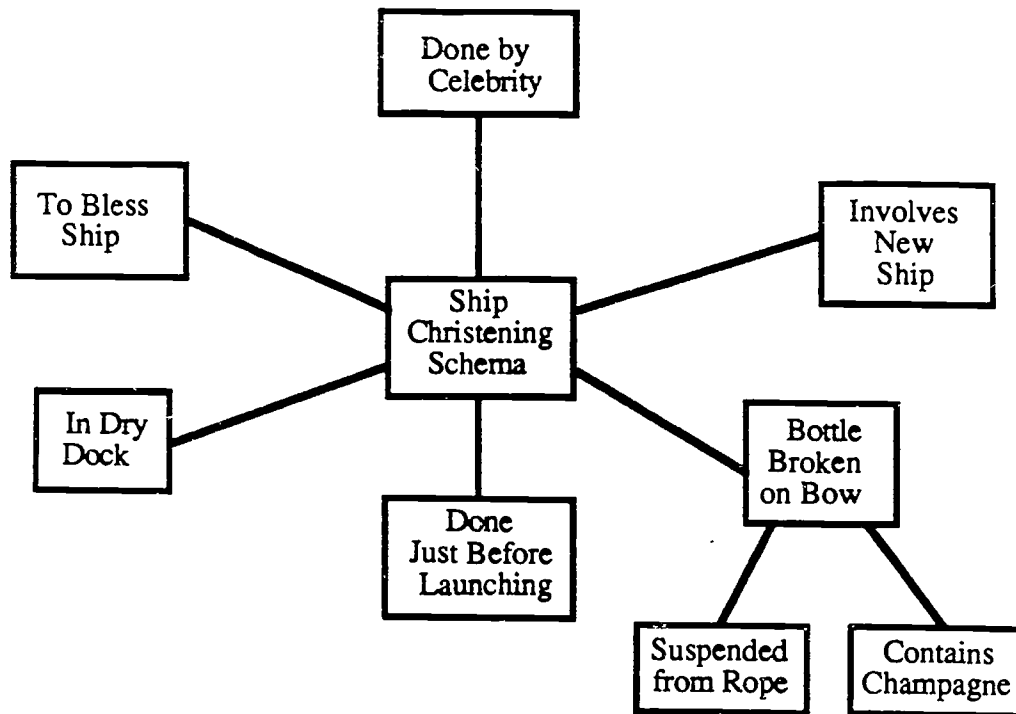 Done by
Celebrity
To Bless
Ship
Involves
New
Ship
Ship
Christening
Schema
In Dry
Dock
Bottle
Broken
on Bow
Done
Just Before
Launching
Suspended
from Rope
Contains
Champagne